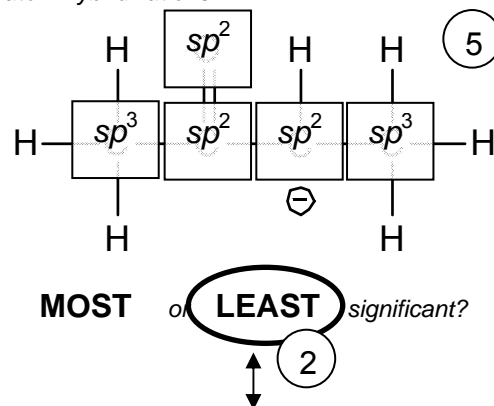 H sp² H H 5
H sp³ sp² sp² sp³ H
−
H H
MOST or LEAST significant?
2